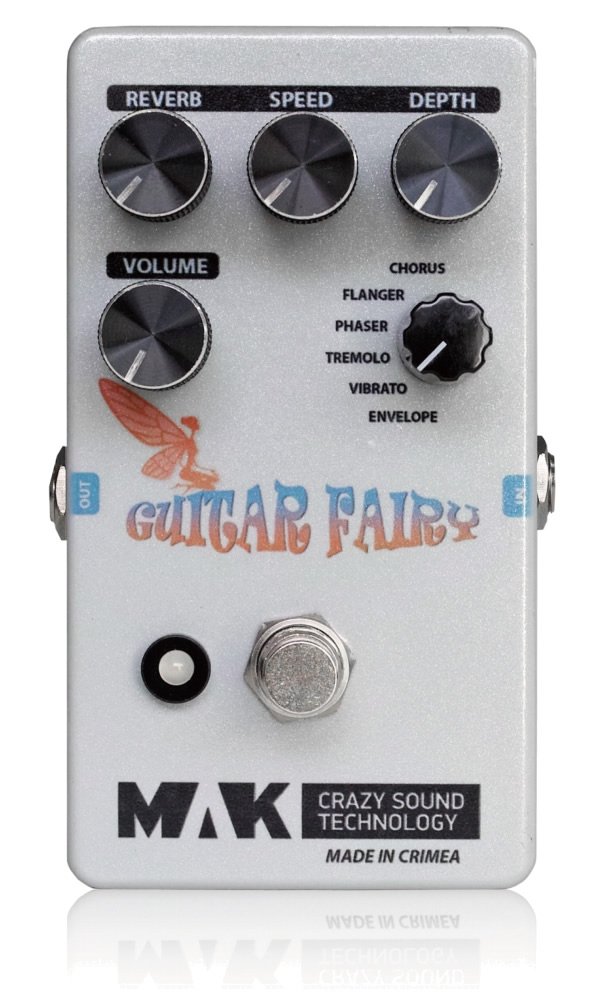 REVERB SPEED DEPTH
VOLUME
CHORUS
FLANGER
PHASER
TREMOLO
VIBRATO
ENVELOPE
OUT
IN
GUITAR FAIRY
MAK
CRAZY SOUND
TECHNOLOGY
MADE IN CRIMEA